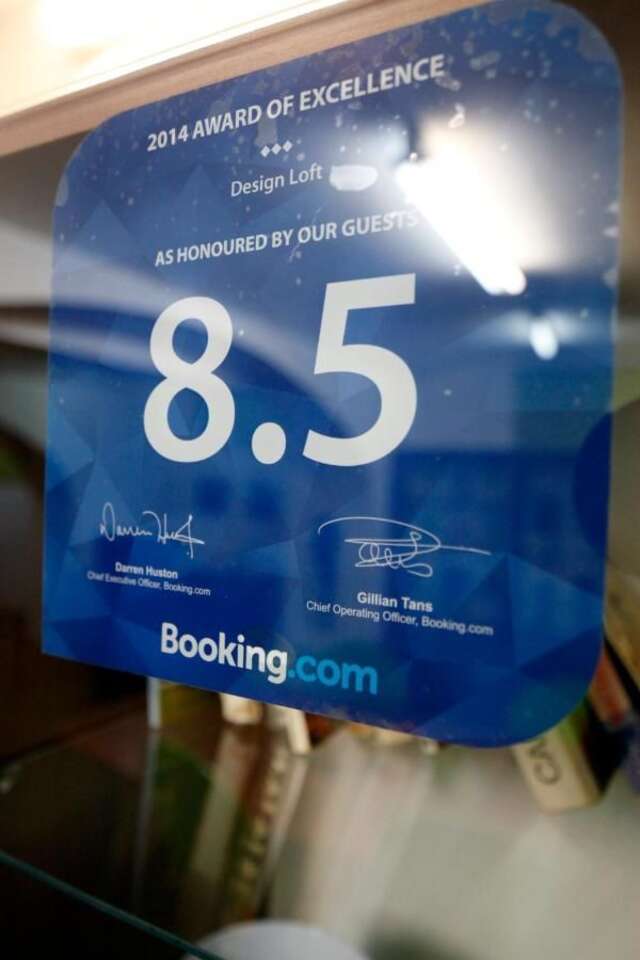 2014 AWARD OF EXCELLENCE
Design Loft
AS HONOURED BY OUR GUESTS
8.5
Darren Huston
Chief Executive Officer, Booking.com
Gillian Tans
Chief Operating Officer, Booking.com
Booking.com